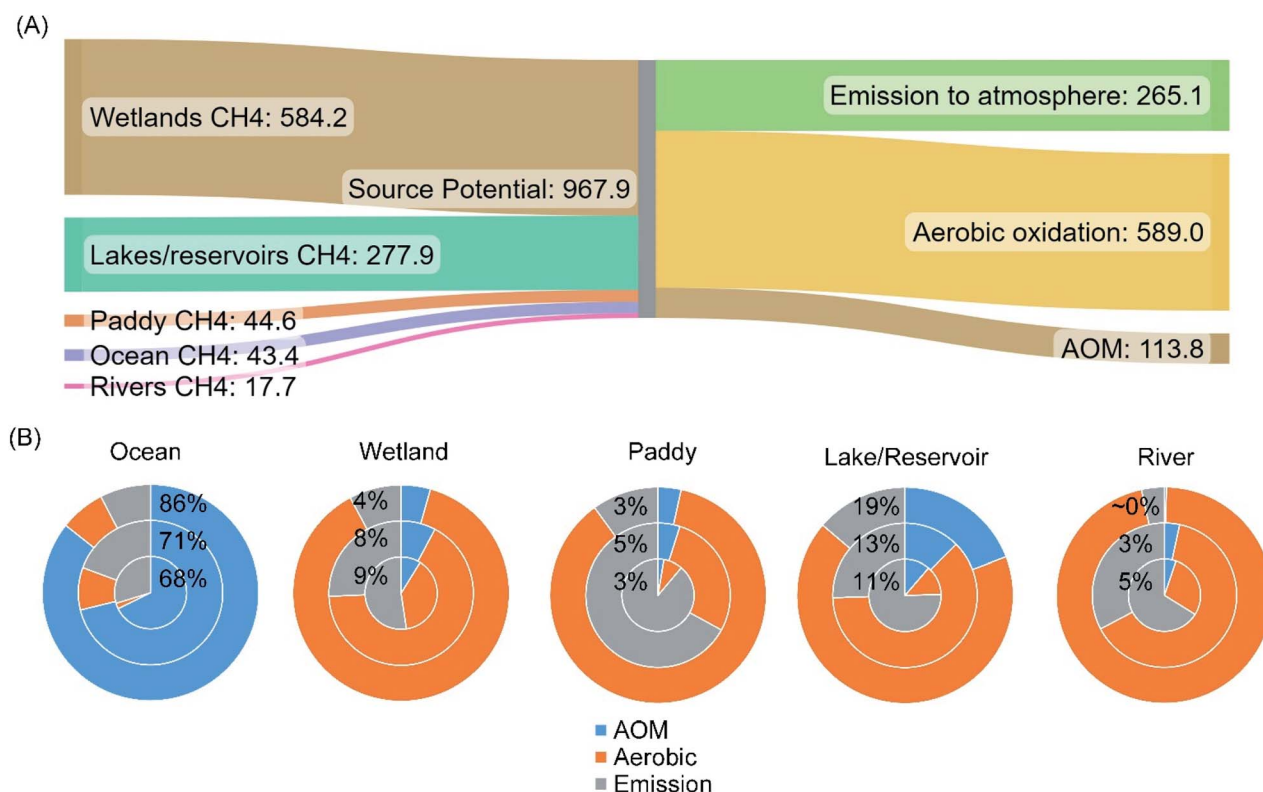 (A)
Wetlands CH4: 584.2
Source Potential: 967.9
Lakes/reservoirs CH4: 277.9
Paddy CH4: 44.6
Ocean CH4: 43.4
Rivers CH4: 17.7
Emission to atmosphere: 265.1
Aerobic oxidation: 589.0
AOM: 113.8
(B)
Ocean
86%
71%
68%
Wetland
4%
8%
9%
Paddy
3%
5%
3%
Lake/Reservoir
19%
13%
11%
River
~0%
3%
5%
AOM
Aerobic
Emission